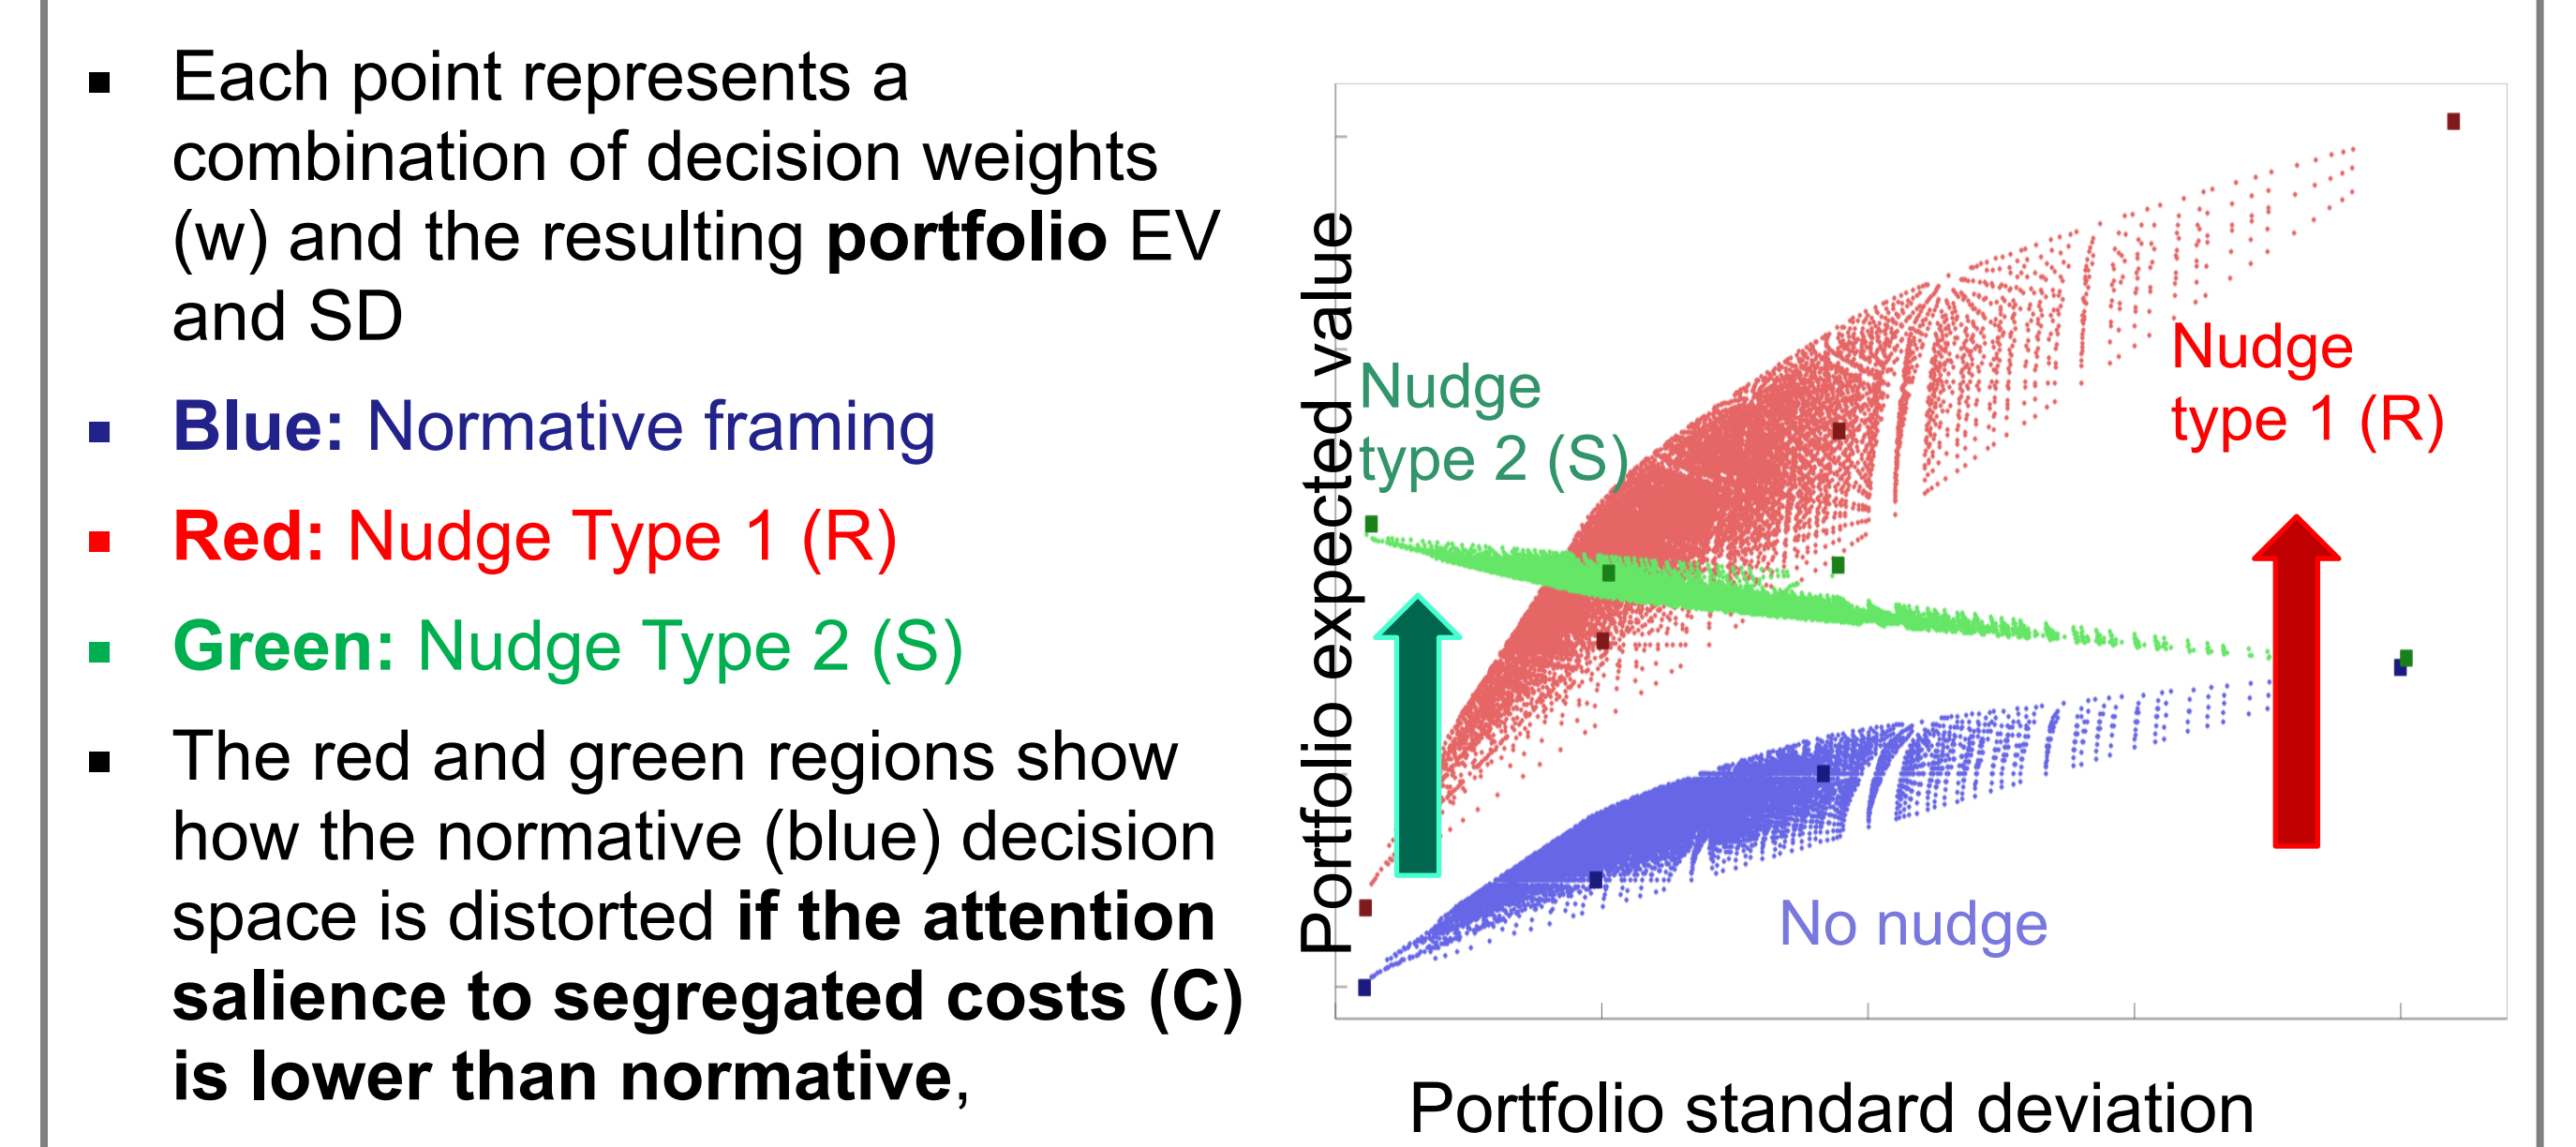 Each point represents a
combination of decision weights
(w) and the resulting portfolio EV
and SD
Blue: Normative framing
Red: Nudge Type 1 (R)
Green: Nudge Type 2 (S)
The red and green regions show
how the normative (blue) decision
space is distorted if the attention
salience to segregated costs (C)
is lower than normative,
Portfolio expected value
Nudge
type 2 (S)
Nudge
type 1 (R)
No nudge
Portfolio standard deviation